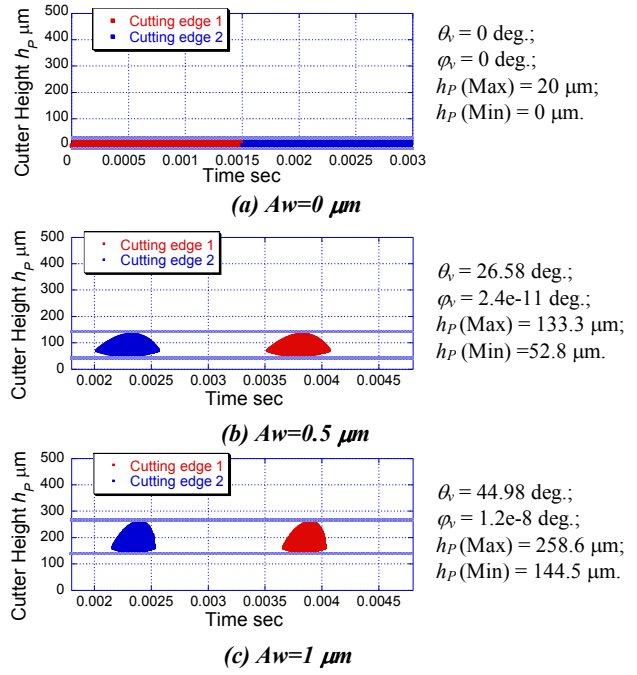 500
400
300
200
100
0
Cutter Height hP μm
Cutting edge 1
Cutting edge 2
0 0.0005 0.001 0.0015 0.002 0.0025 0.003
Time sec
θv = 0 deg.;
φv = 0 deg.;
hP (Max) = 20 μm;
hP (Min) = 0 μm.
(a) Aw=0 μm
500
400
300
200
100
0
Cutter Height hP μm
Cutting edge 1
Cutting edge 2
0.002 0.0025 0.003 0.0035 0.004 0.0045
Time sec
θv = 26.58 deg.;
φv = 2.4e-11 deg.;
hP (Max) = 133.3 μm;
hP (Min) =52.8 μm.
(b) Aw=0.5 μm
500
400
300
200
100
0
Cutter Height hP μm
Cutting edge 1
Cutting edge 2
0.002 0.0025 0.003 0.0035 0.004 0.0045
Time sec
θv = 44.98 deg.;
φv = 1.2e-8 deg.;
hP (Max) = 258.6 μm;
hP (Min) = 144.5 μm.
(c) Aw=1 μm